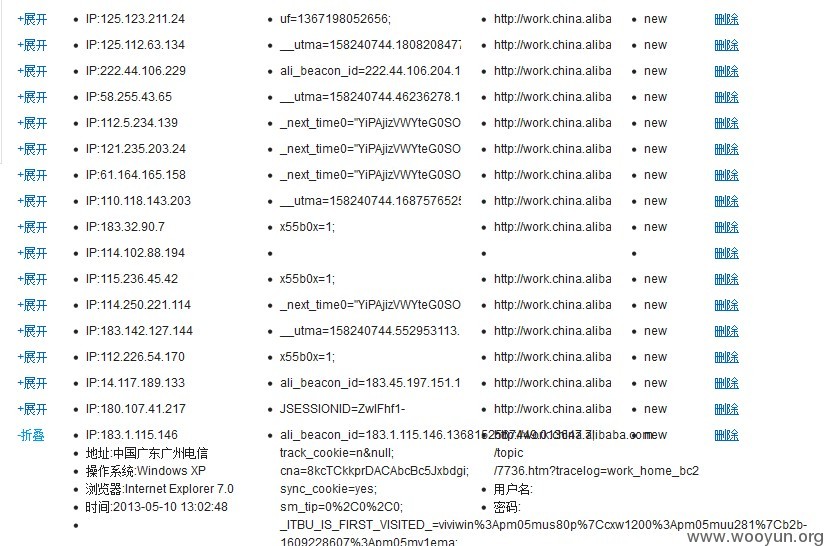 +展开 • IP:125.123.211.24 • uf=1367198052656; • http://work.china.aliba • new 删除
+展开 • IP:125.112.63.134 • __utma=158240744.180820847 • http://work.china.aliba • new 删除
+展开 • IP:222.44.106.229 • ali_beacon_id=222.44.106.204.1 • http://work.china.aliba • new 删除
+展开 • IP:58.255.43.65 • __utma=158240744.46236278.1 • http://work.china.aliba • new 删除
+展开 • IP:112.5.234.139 • _next_time0="YiPAjizVWYteG0SO • http://work.china.aliba • new 删除
+展开 • IP:121.235.203.24 • _next_time0="YiPAjizVWYteG0SO • http://work.china.aliba • new 删除
+展开 • IP:61.164.165.158 • _next_time0="YiPAjizVWYteG0SO • http://work.china.aliba • new 删除
+展开 • IP:110.118.143.203 • __utma=158240744.1687576525 • http://work.china.aliba • new 删除
+展开 • IP:183.32.90.7 • x55b0x=1; • http://work.china.aliba • new 删除
+展开 • IP:114.102.88.194 • • • 删除
+展开 • IP:115.236.45.42 • x55b0x=1; • http://work.china.aliba • new 删除
+展开 • IP:114.250.221.114 • _next_time0="YiPAjizVWYteG0SO • http://work.china.aliba • new 删除
+展开 • IP:183.142.127.144 • __utma=158240744.552953113. • http://work.china.aliba • new 删除
+展开 • IP:112.226.54.170 • x55b0x=1; • http://work.china.aliba • new 删除
+展开 • IP:14.117.189.133 • ali_beacon_id=183.45.197.151.1 • http://work.china.aliba • new 删除
+展开 • IP:180.107.41.217 • JSESSIONID=ZwIFhf1- • http://work.china.aliba • new 删除
-折叠 • IP:183.1.115.146 • new 删除
• 地址:中国广东广州电信 track_cookie=n&null; /topic
• 操作系统:Windows XP cna=8kcTCkkprDACAbcBc5Jxbdgi; /7736.htm?tracelog=work_home_bc2
• 浏览器:Internet Explorer 7.0 sync_cookie=yes; • 用户名:
• 时间:2013-05-10 13:02:48 sm_tip=0%2C0%2C0; • 密码:
• _ITBU_IS_FIRST_VISITED_=viviwin%3Apm05mus80p%7Ccxw1200%3Apm05muu281%7Cb2b-
1609228607%3Apm05mv1ema;
www.wooyun.org